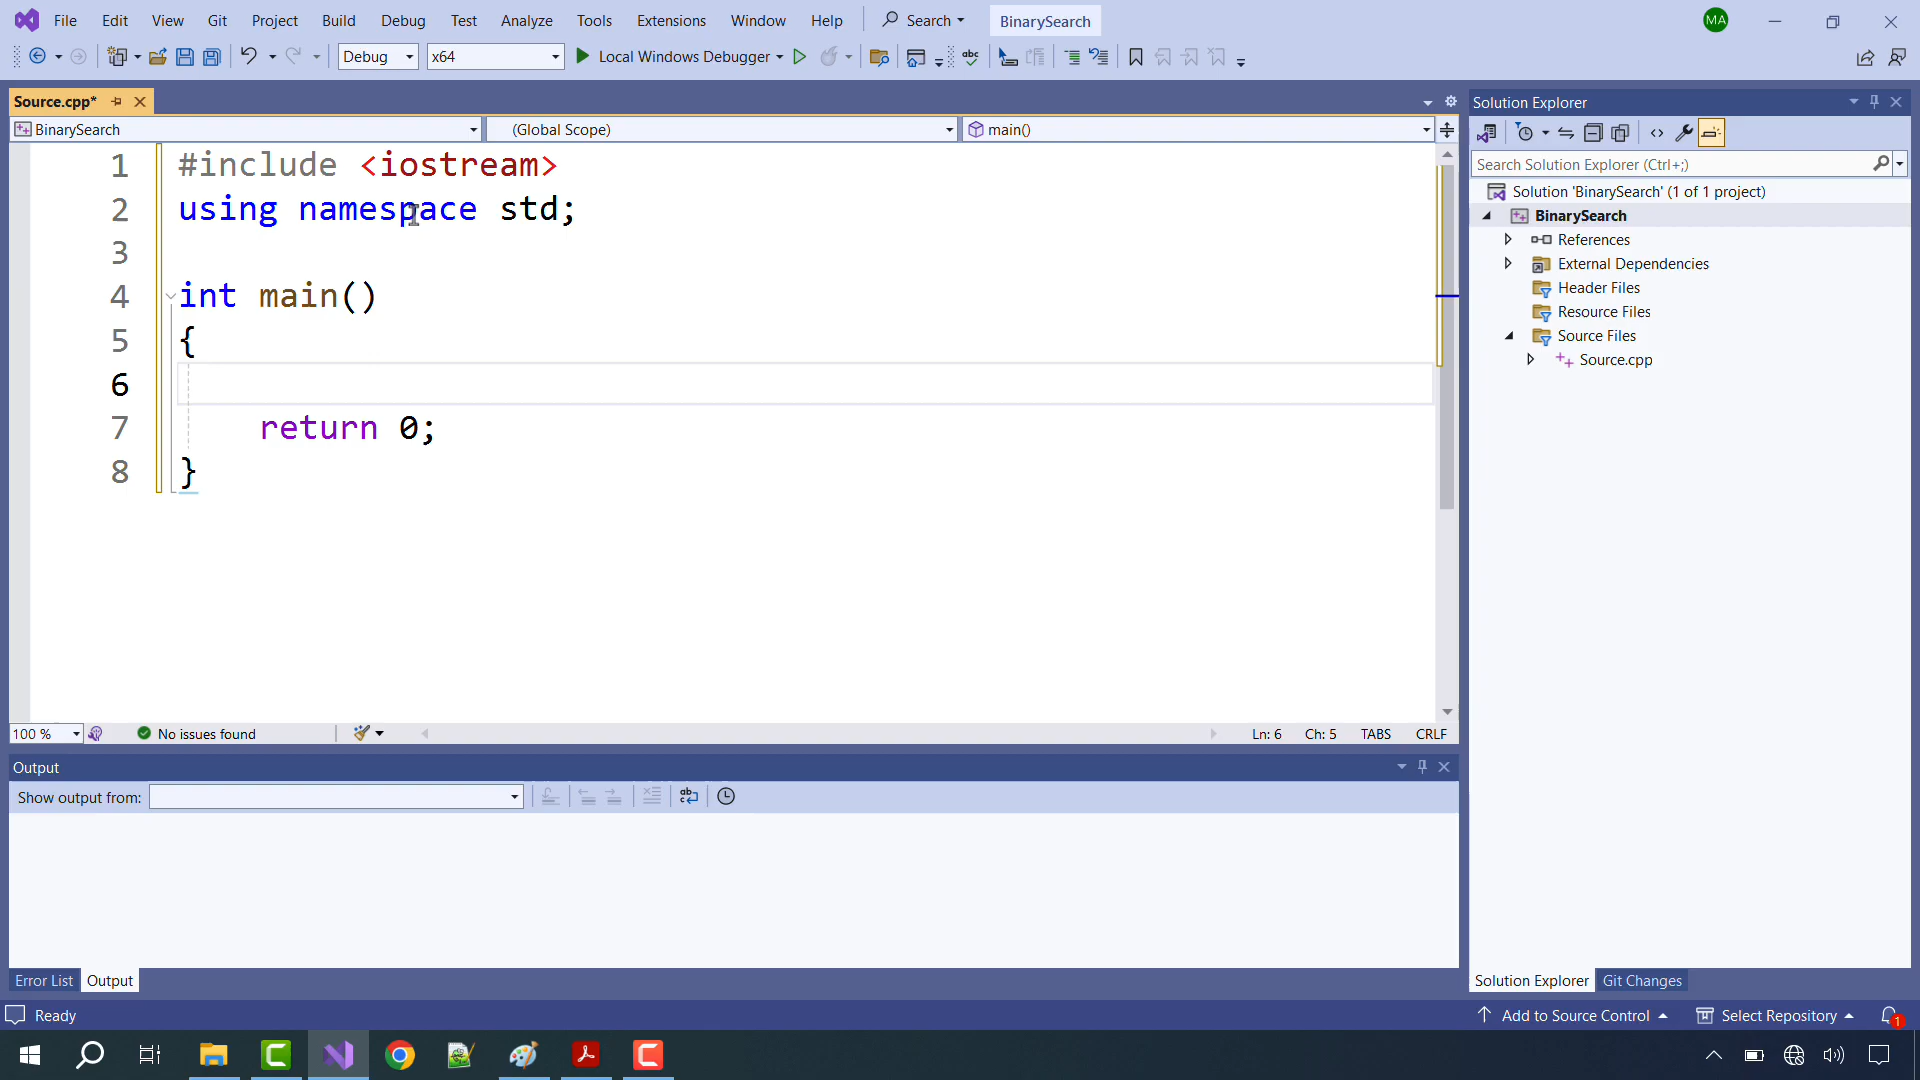 File Edit View Git Project Build Debug Test Analyze Tools Extensions Window Help Search BinarySearch MA
Debug x64 Local Windows Debugger
Source.cpp*
BinarySearch (Global Scope) main()
1 #include <iostream>
2 using namespace std;
3
4 int main()
5 {
6
7 return 0;
8 }
100 % No issues found Ln: 6 Ch: 5 TABS CRLF
Output
Show output from:
Error List Output
Solution Explorer
Search Solution Explorer (Ctrl+;)
Solution 'BinarySearch' (1 of 1 project)
BinarySearch
References
External Dependencies
Header Files
Resource Files
Source Files
Source.cpp
Solution Explorer Git Changes
Ready Add to Source Control Select Repository 1